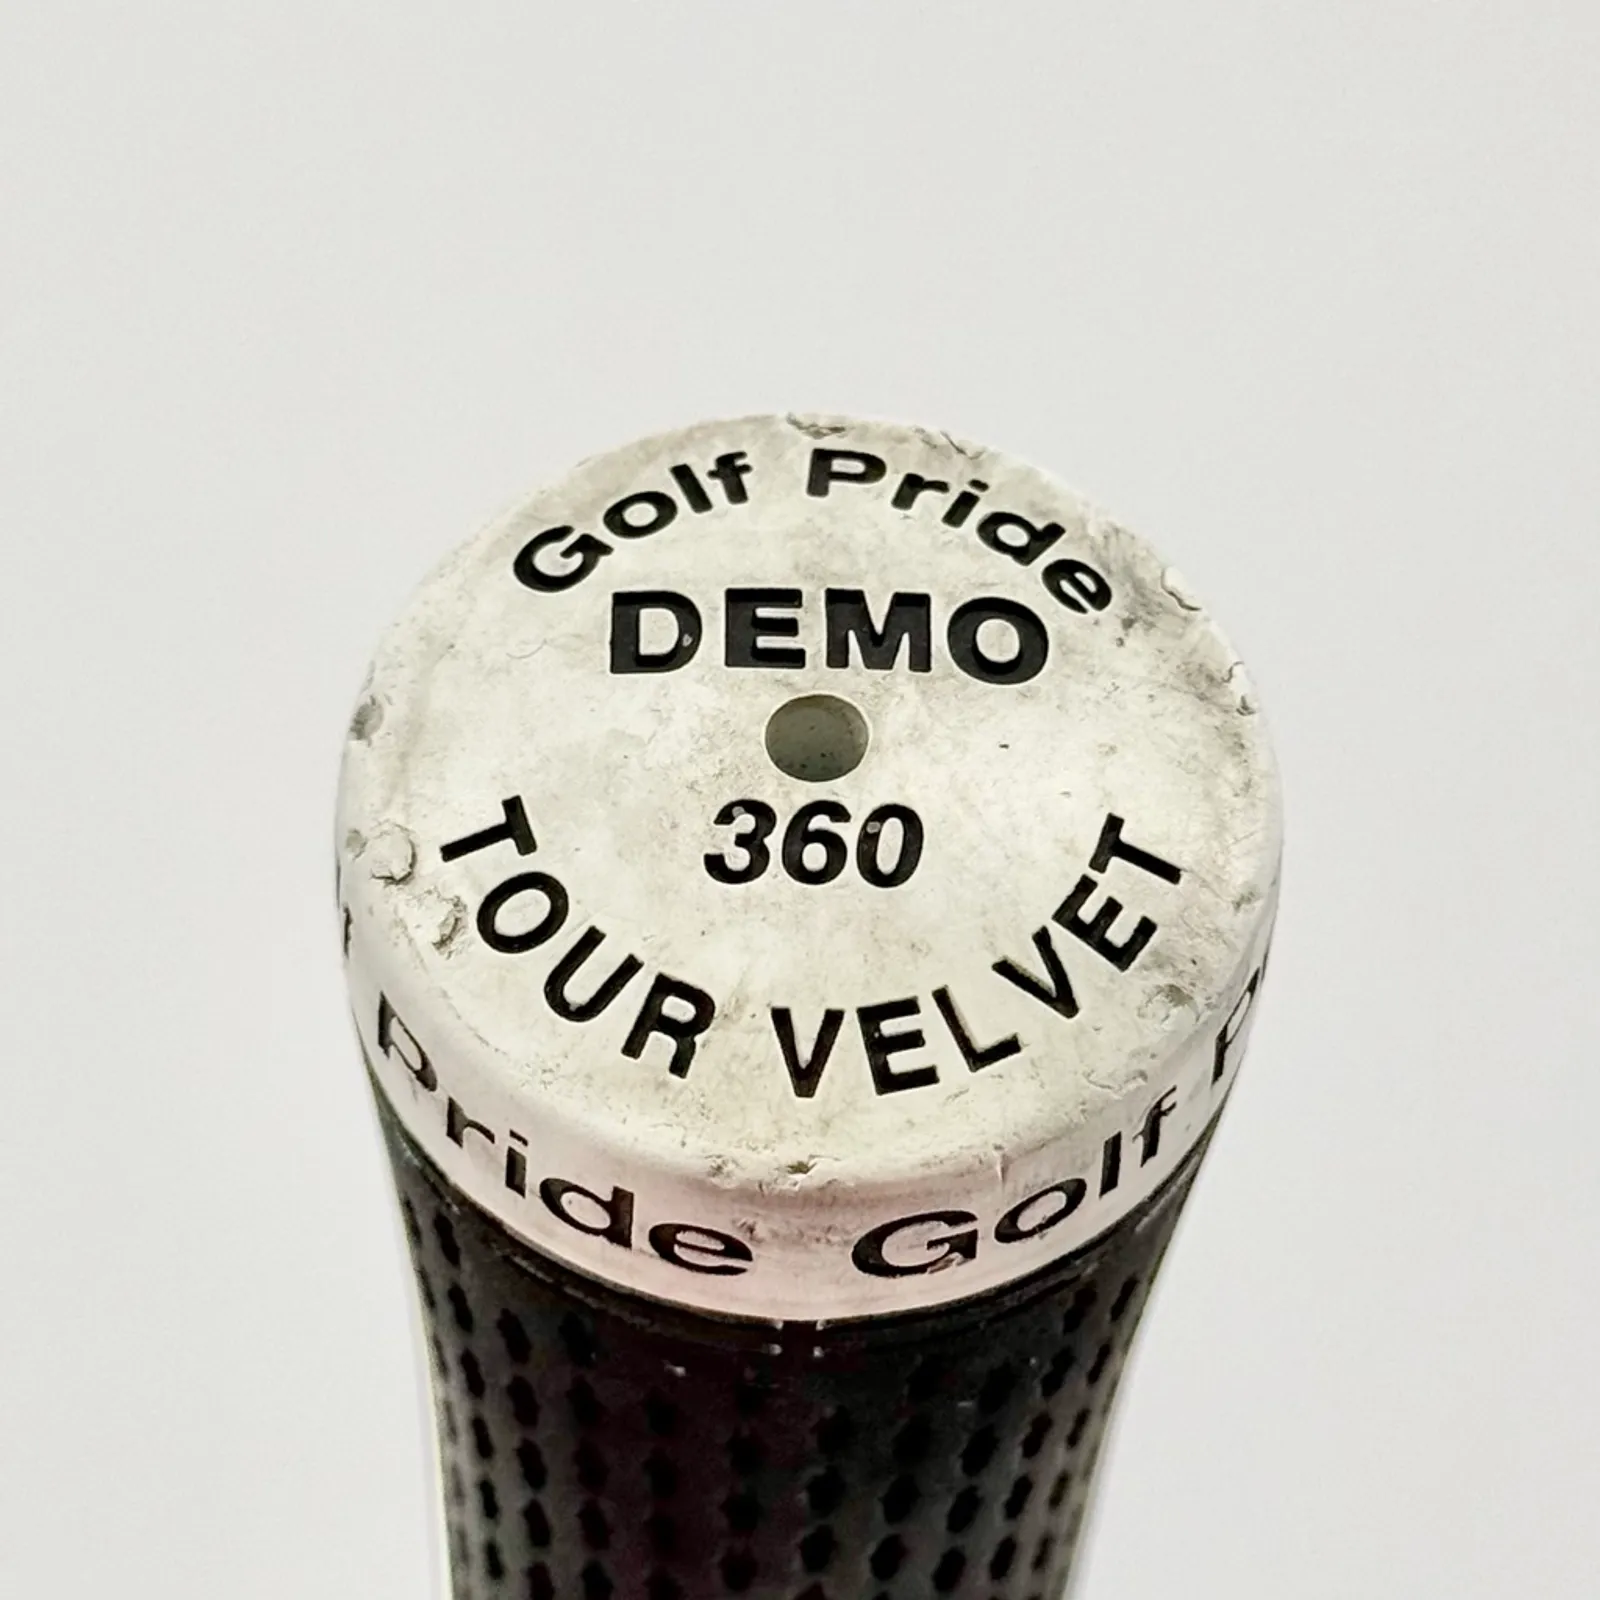 Golf Pride
DEMO
360
TOUR VELVET
Pride Golf